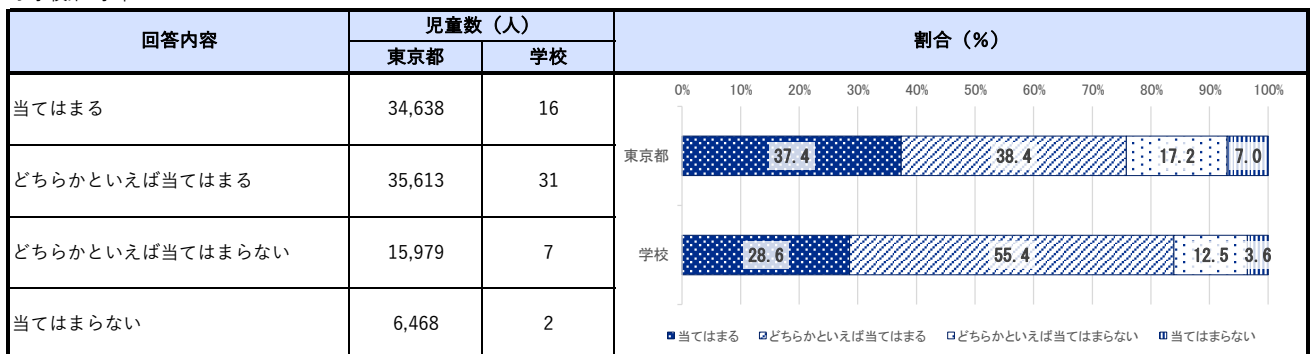 回答内容 児童数（人） 割合（%）
東京都 学校
当てはまる 34,638 16
どちらかといえば当てはまる 35,613 31
どちらかといえば当てはまらない 15,979 7
当てはまらない 6,468 2
0% 10% 20% 30% 40% 50% 60% 70% 80% 90% 100%
東京都 37.4 38.4 17.2 7.0
学校 28.6 55.4 12.5 3.6
当てはまる どちらかといえば当てはまる どちらかといえば当てはまらない 当てはまらない